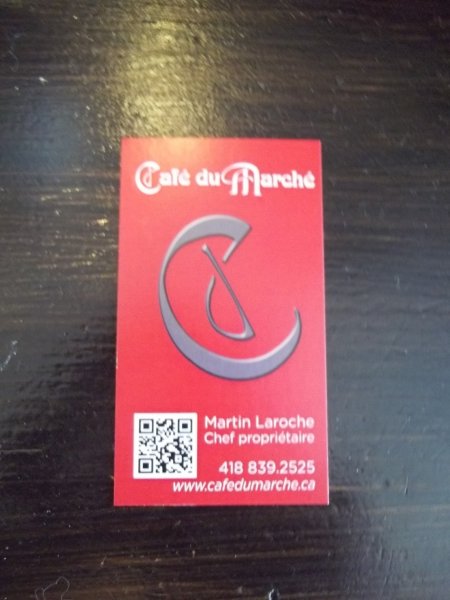 Café du Marché
Martin Laroche
Chef propriétaire
418 839.2525
www.cafedumarche.ca